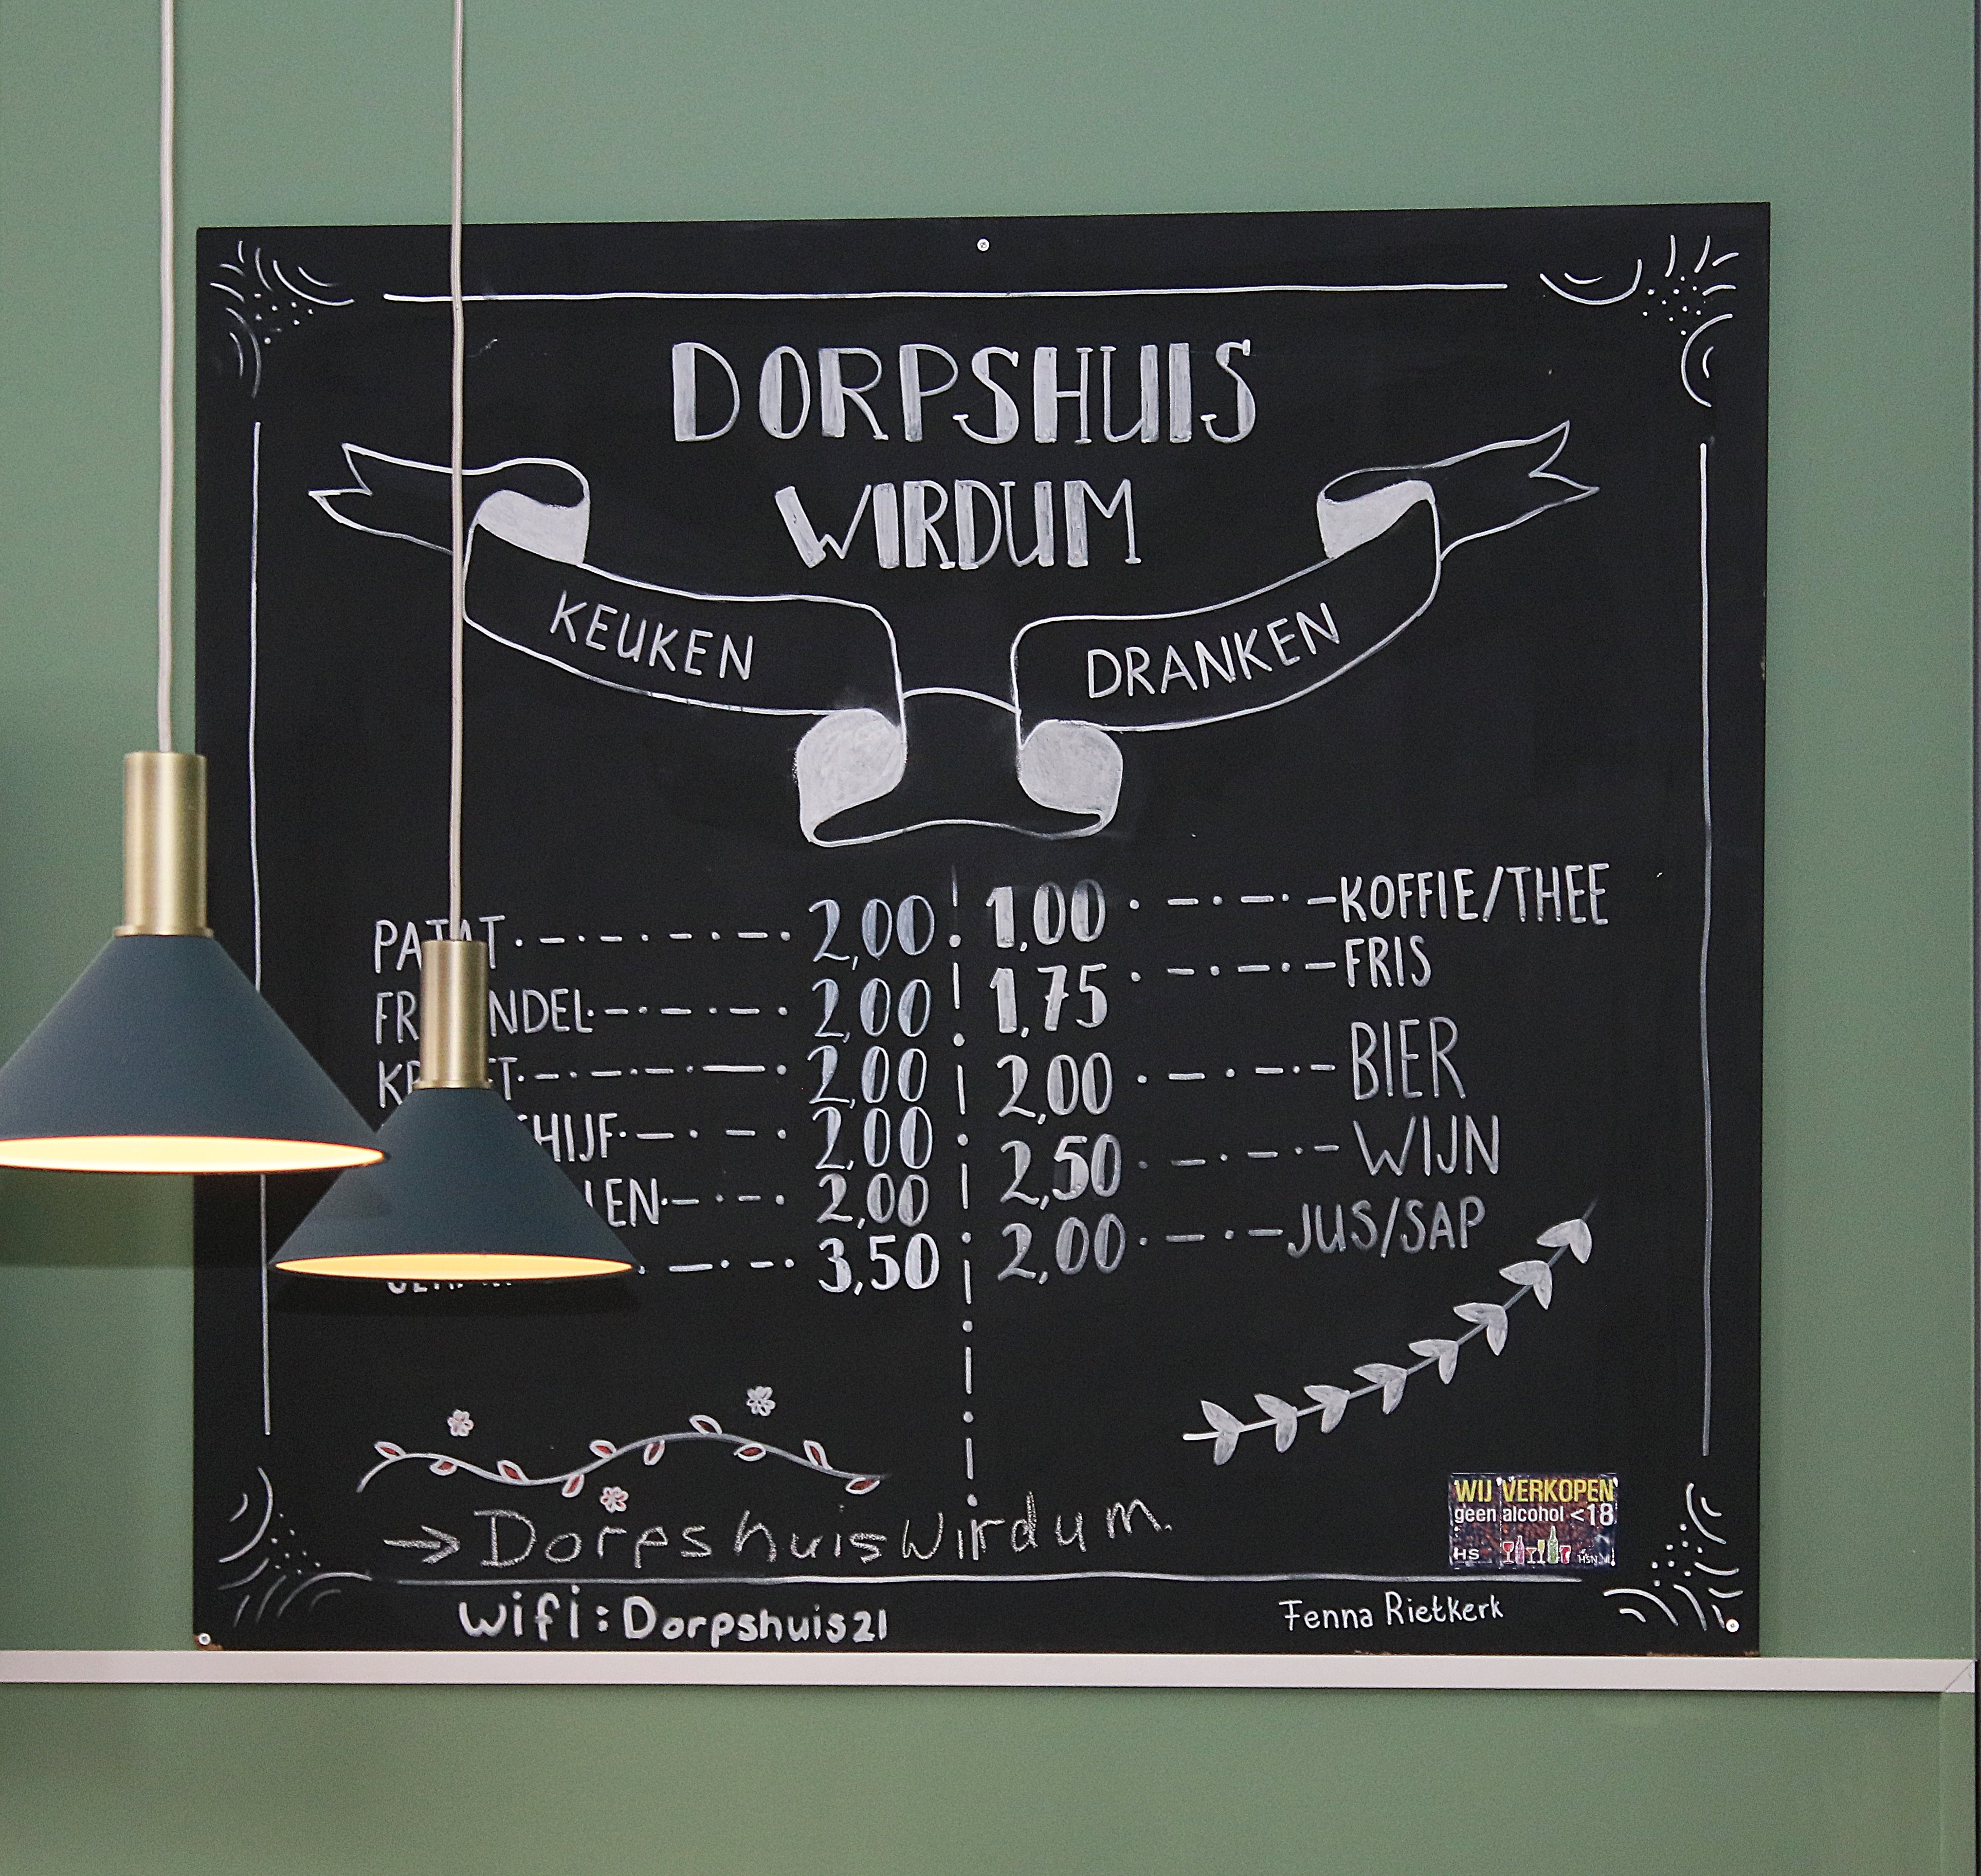 DORPSHUIS
WIRDUM
KEUKEN
DRANKEN
PATAT 2,00
2,00
2,00
2,00
2,00
3,50
1,00 KOFFIE/THEE
1,75 FRIS
2,00 BIER
2,50 WIJN
2,00 JUS/SAP
→ DorpshuisWirdum.
wifi: Dorpshuis21
WIJ VERKOPEN
geen alcohol <18
HS
Fenna Rietkerk